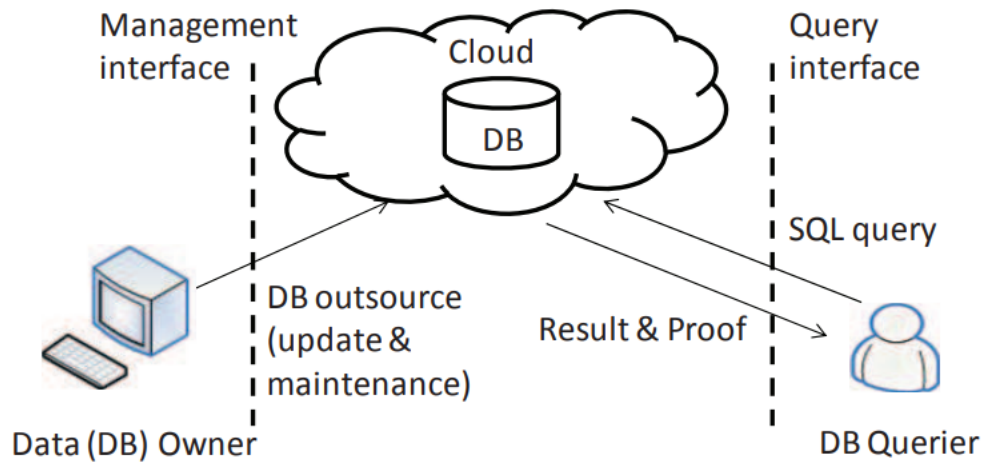 Management
interface
Cloud
DB
Query
interface
SQL query
DB outsource
(update &
maintenance)
Result & Proof
Data (DB) Owner
DB Querier